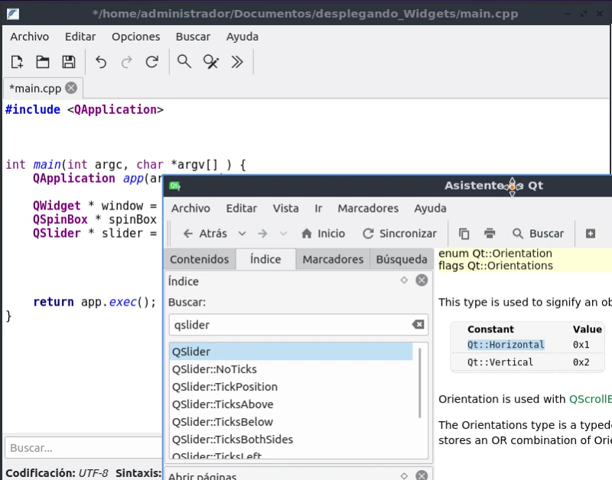 */home/administrador/Documentos/desplegando_Widgets/main.cpp
Archivo Editar Opciones Buscar Ayuda
*main.cpp
#include <QApplication>
int main(int argc, char *argv[] ) {
QApplication app(ar
QWidget * window =
QSpinBox * spinBox
QSlider * slider =
return app.exec();
}
Buscar...
Codificación: UTF-8 Sintaxis:
Asistente Qt
Archivo Editar Vista Ir Marcadores Ayuda
Atrás Inicio Sincronizar Buscar
Contenidos Índice Marcadores Búsqueda
Índice
Buscar:
qslider
QSlider
QSlider::NoTicks
QSlider::TickPosition
QSlider::TicksAbove
QSlider::TicksBelow
QSlider::TicksBothSides
QSlider::TicksLeft
Abrir páginas
enum Qt::Orientation
flags Qt::Orientations
This type is used to signify an ob
Constant Value
Qt::Horizontal 0x1
Qt::Vertical 0x2
Orientation is used with QScrollB
The Orientations type is a typed
stores an OR combination of Ori